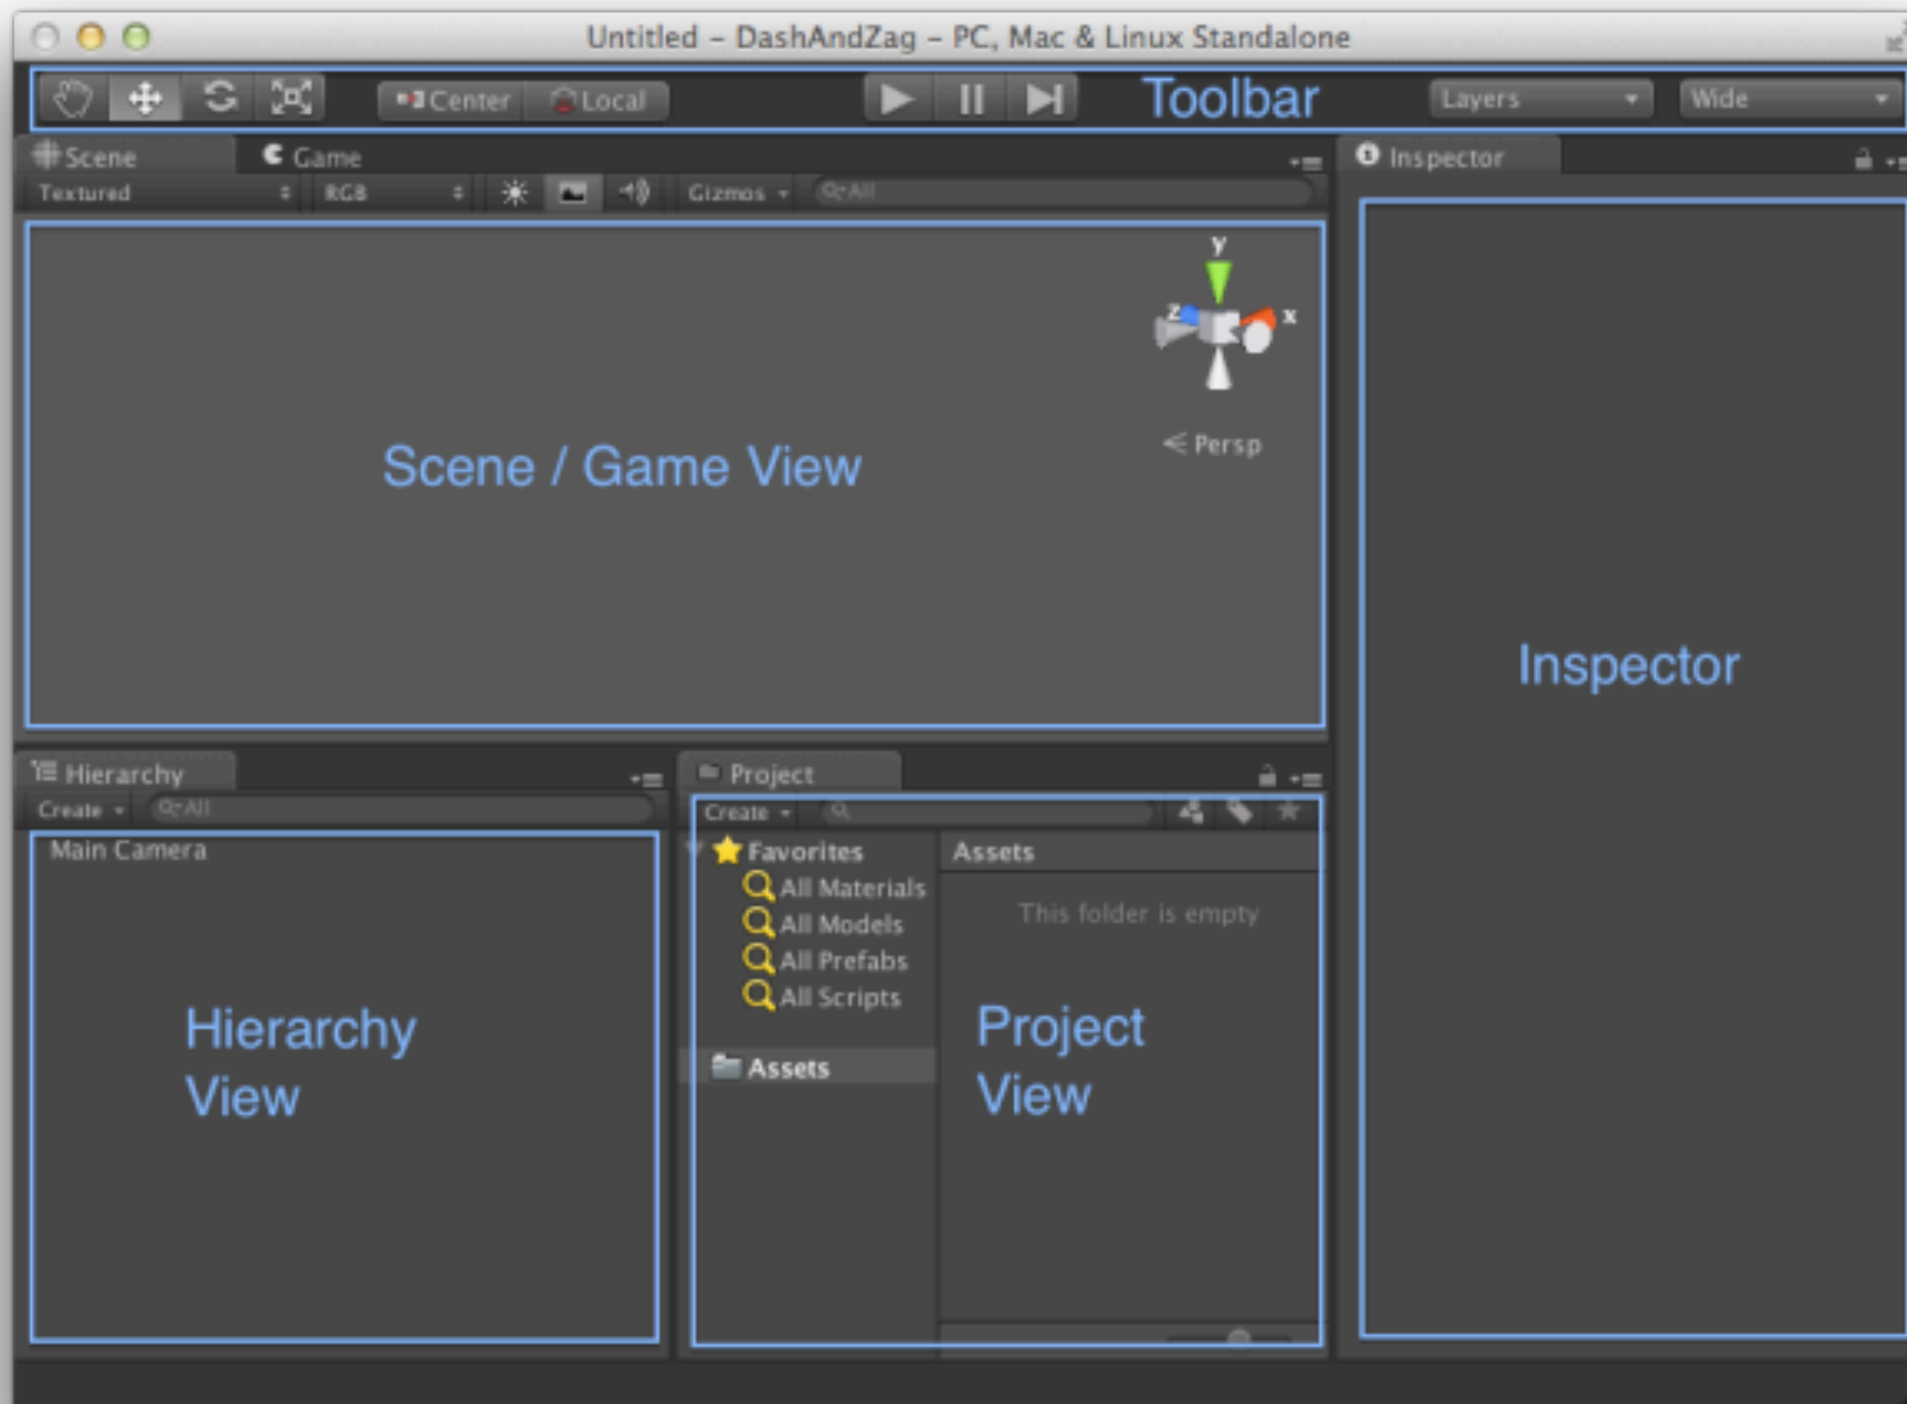 Untitled – DashAndZag – PC, Mac & Linux Standalone
Center Local Toolbar Layers Wide
Scene Game Inspector
Textured RGB Gizmos All
y
z x
Persp
Scene / Game View
Inspector
Hierarchy Project
Create All
Create
Main Camera
Favorites
All Materials
All Models
All Prefabs
All Scripts
Assets
Assets
This folder is empty
Hierarchy
View
Project
View